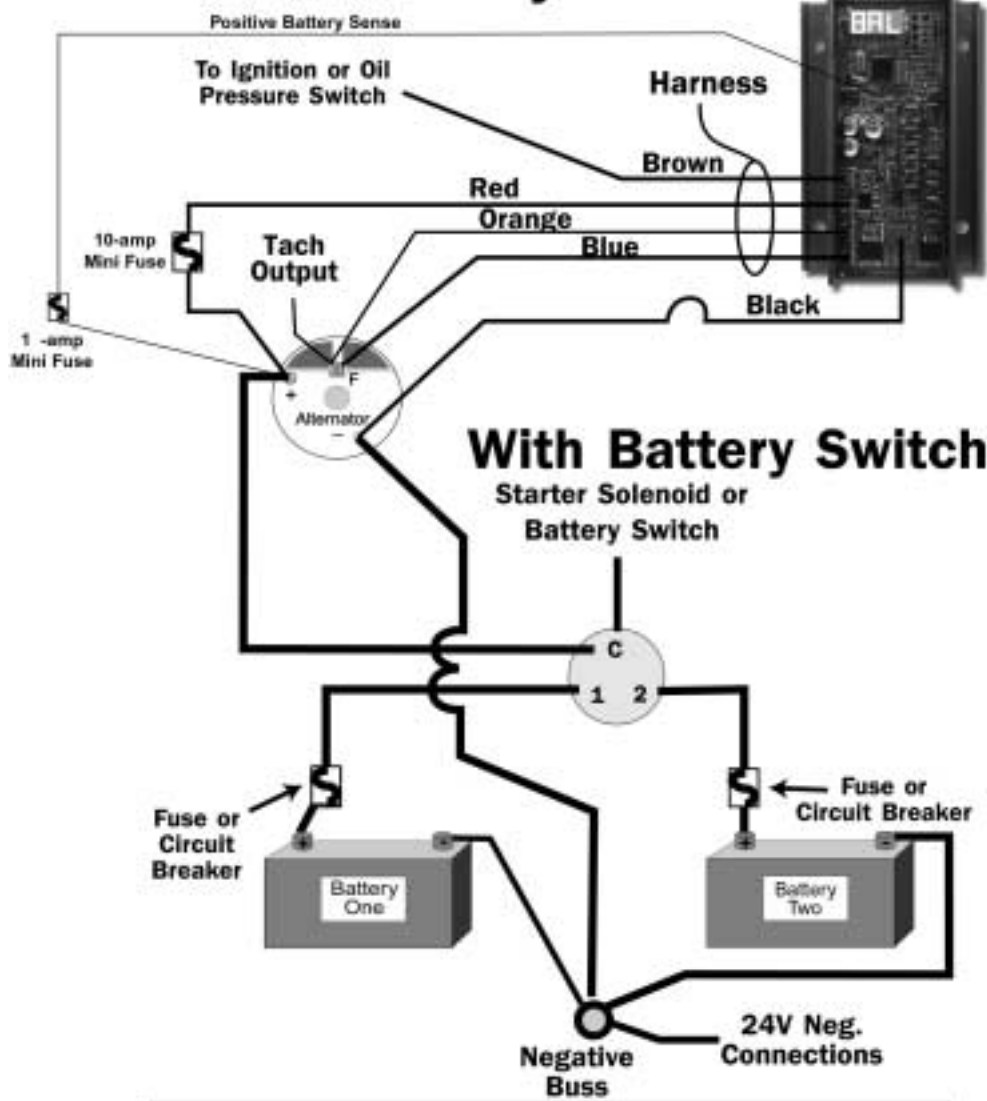 Positive Battery Sense
BAL
To Ignition or Oil
Pressure Switch
Harness
Brown
Red
Orange
Blue
10-amp
Mini Fuse
Tach
Output
Black
1 -amp
Mini Fuse
+
F
Alternator
–
With Battery Switch
Starter Solenoid or
Battery Switch
C
1 2
Fuse or
Circuit
Breaker
Fuse or
Circuit Breaker
+ -
+ -
Battery
One
Battery
Two
24V Neg.
Connections
Negative
Buss